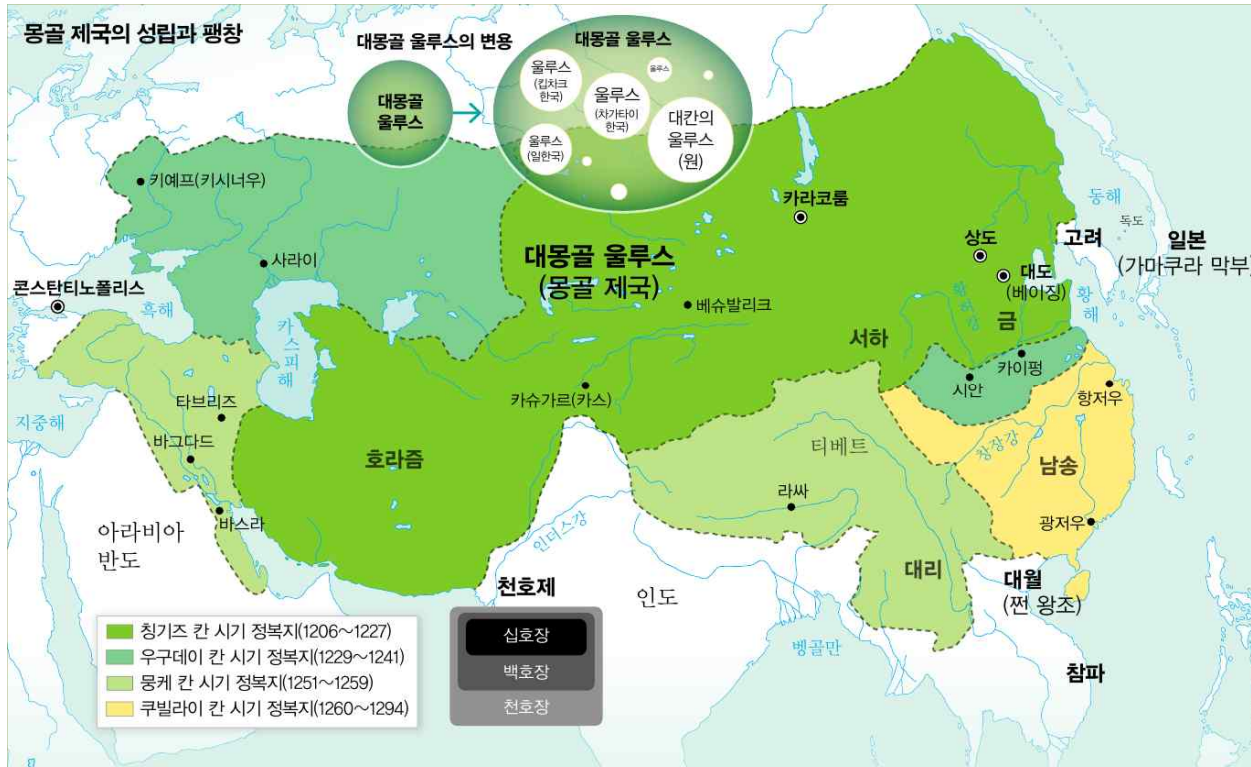 몽골 제국의 성립과 팽창
대몽골 울루스의 변용
대몽골
울루스
대몽골 울루스
울루스
(킵차크
한국)
울루스
울루스
(차가타이
한국)
대칸의
울루스
(원)
울루스
(일한국)
키예프(키시너우)
카라코룸
동해
독도
사라이
대몽골 울루스
(몽골 제국)
상도
고려
일본
(가마쿠라 막부)
대도
(베이징)
콘스탄티노폴리스
흑해
카스피해
베슈발리크
황허강
금
황해
서하
카이펑
시안
카슈가르(카스)
항저우
타브리즈
지중해
바그다드
호라즘
티베트
창장강
남송
라싸
바스라
광저우
아라비아
반도
인더스강
대리
천호제
인도
대월
(쩐 왕조)
십호장
백호장
천호장
벵골만
참파
칭기즈 칸 시기 정복지(1206~1227)
우구데이 칸 시기 정복지(1229~1241)
뭉케 칸 시기 정복지(1251~1259)
쿠빌라이 칸 시기 정복지(1260~1294)